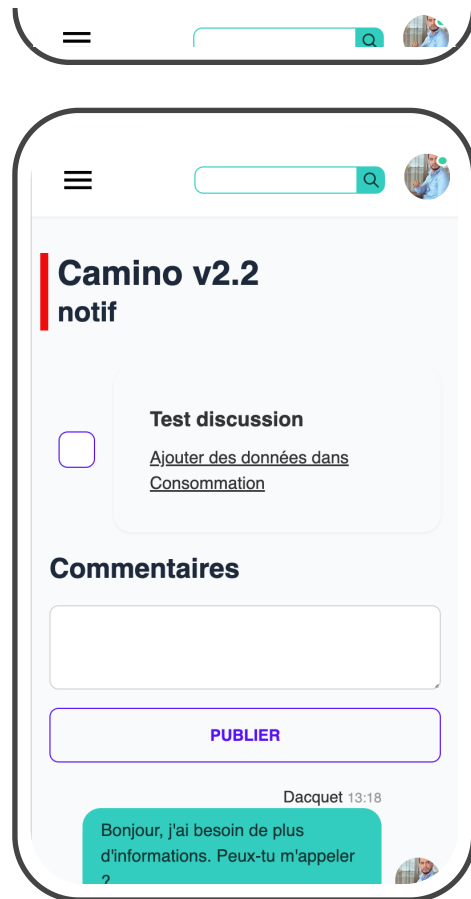 Camino v2.2
notif
Test discussion
Ajouter des données dans
Consommation
Commentaires
PUBLIER
Dacquet 13:18
Bonjour, j'ai besoin de plus
d'informations. Peux-tu m'appeler
?